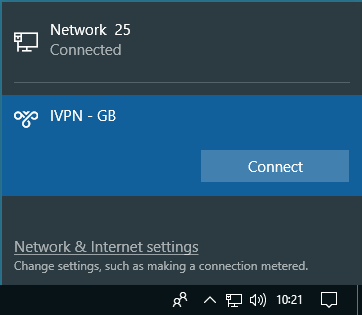 Network 25
Connected
IVPN - GB
Connect
Network & Internet settings
Change settings, such as making a connection metered.
10:21